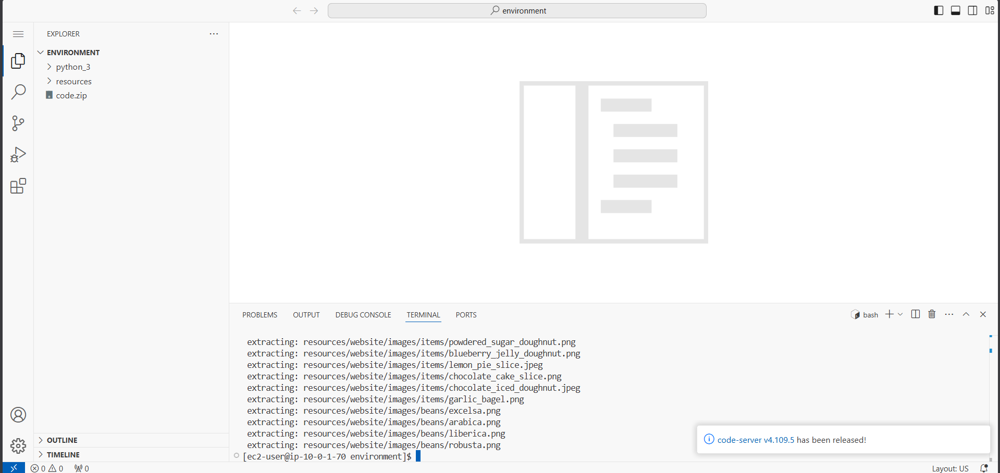 environment
EXPLORER
ENVIRONMENT
python_3
resources
code.zip
OUTLINE
TIMELINE
PROBLEMS OUTPUT DEBUG CONSOLE TERMINAL PORTS
bash
extracting: resources/website/images/items/powdered_sugar_doughnut.png
extracting: resources/website/images/items/blueberry_jelly_doughnut.png
extracting: resources/website/images/items/lemon_pie_slice.jpeg
extracting: resources/website/images/items/chocolate_cake_slice.png
extracting: resources/website/images/items/chocolate_iced_doughnut.jpeg
extracting: resources/website/images/items/garlic_bagel.png
extracting: resources/website/images/beans/excelsa.png
extracting: resources/website/images/beans/arabica.png
extracting: resources/website/images/beans/liberica.png
extracting: resources/website/images/beans/robusta.png
[ec2-user@ip-10-0-1-70 environment]$
code-server v4.109.5 has been released!
0 0 0
Layout: US